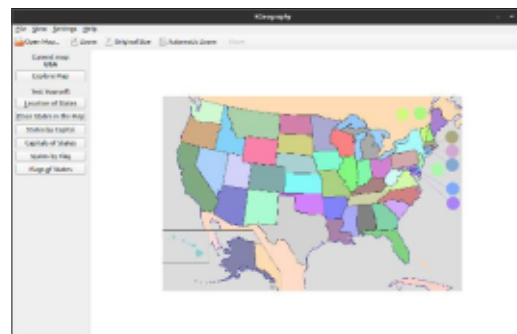 KGeography
File View Settings Help
Open Map... Zoom Original Size Automatic Zoom Move
Current map:
USA
Explore Map
Test Yourself:
Location of States
Place States in the Map
States by Capital
Capitals of States
States by Flag
Flags of States